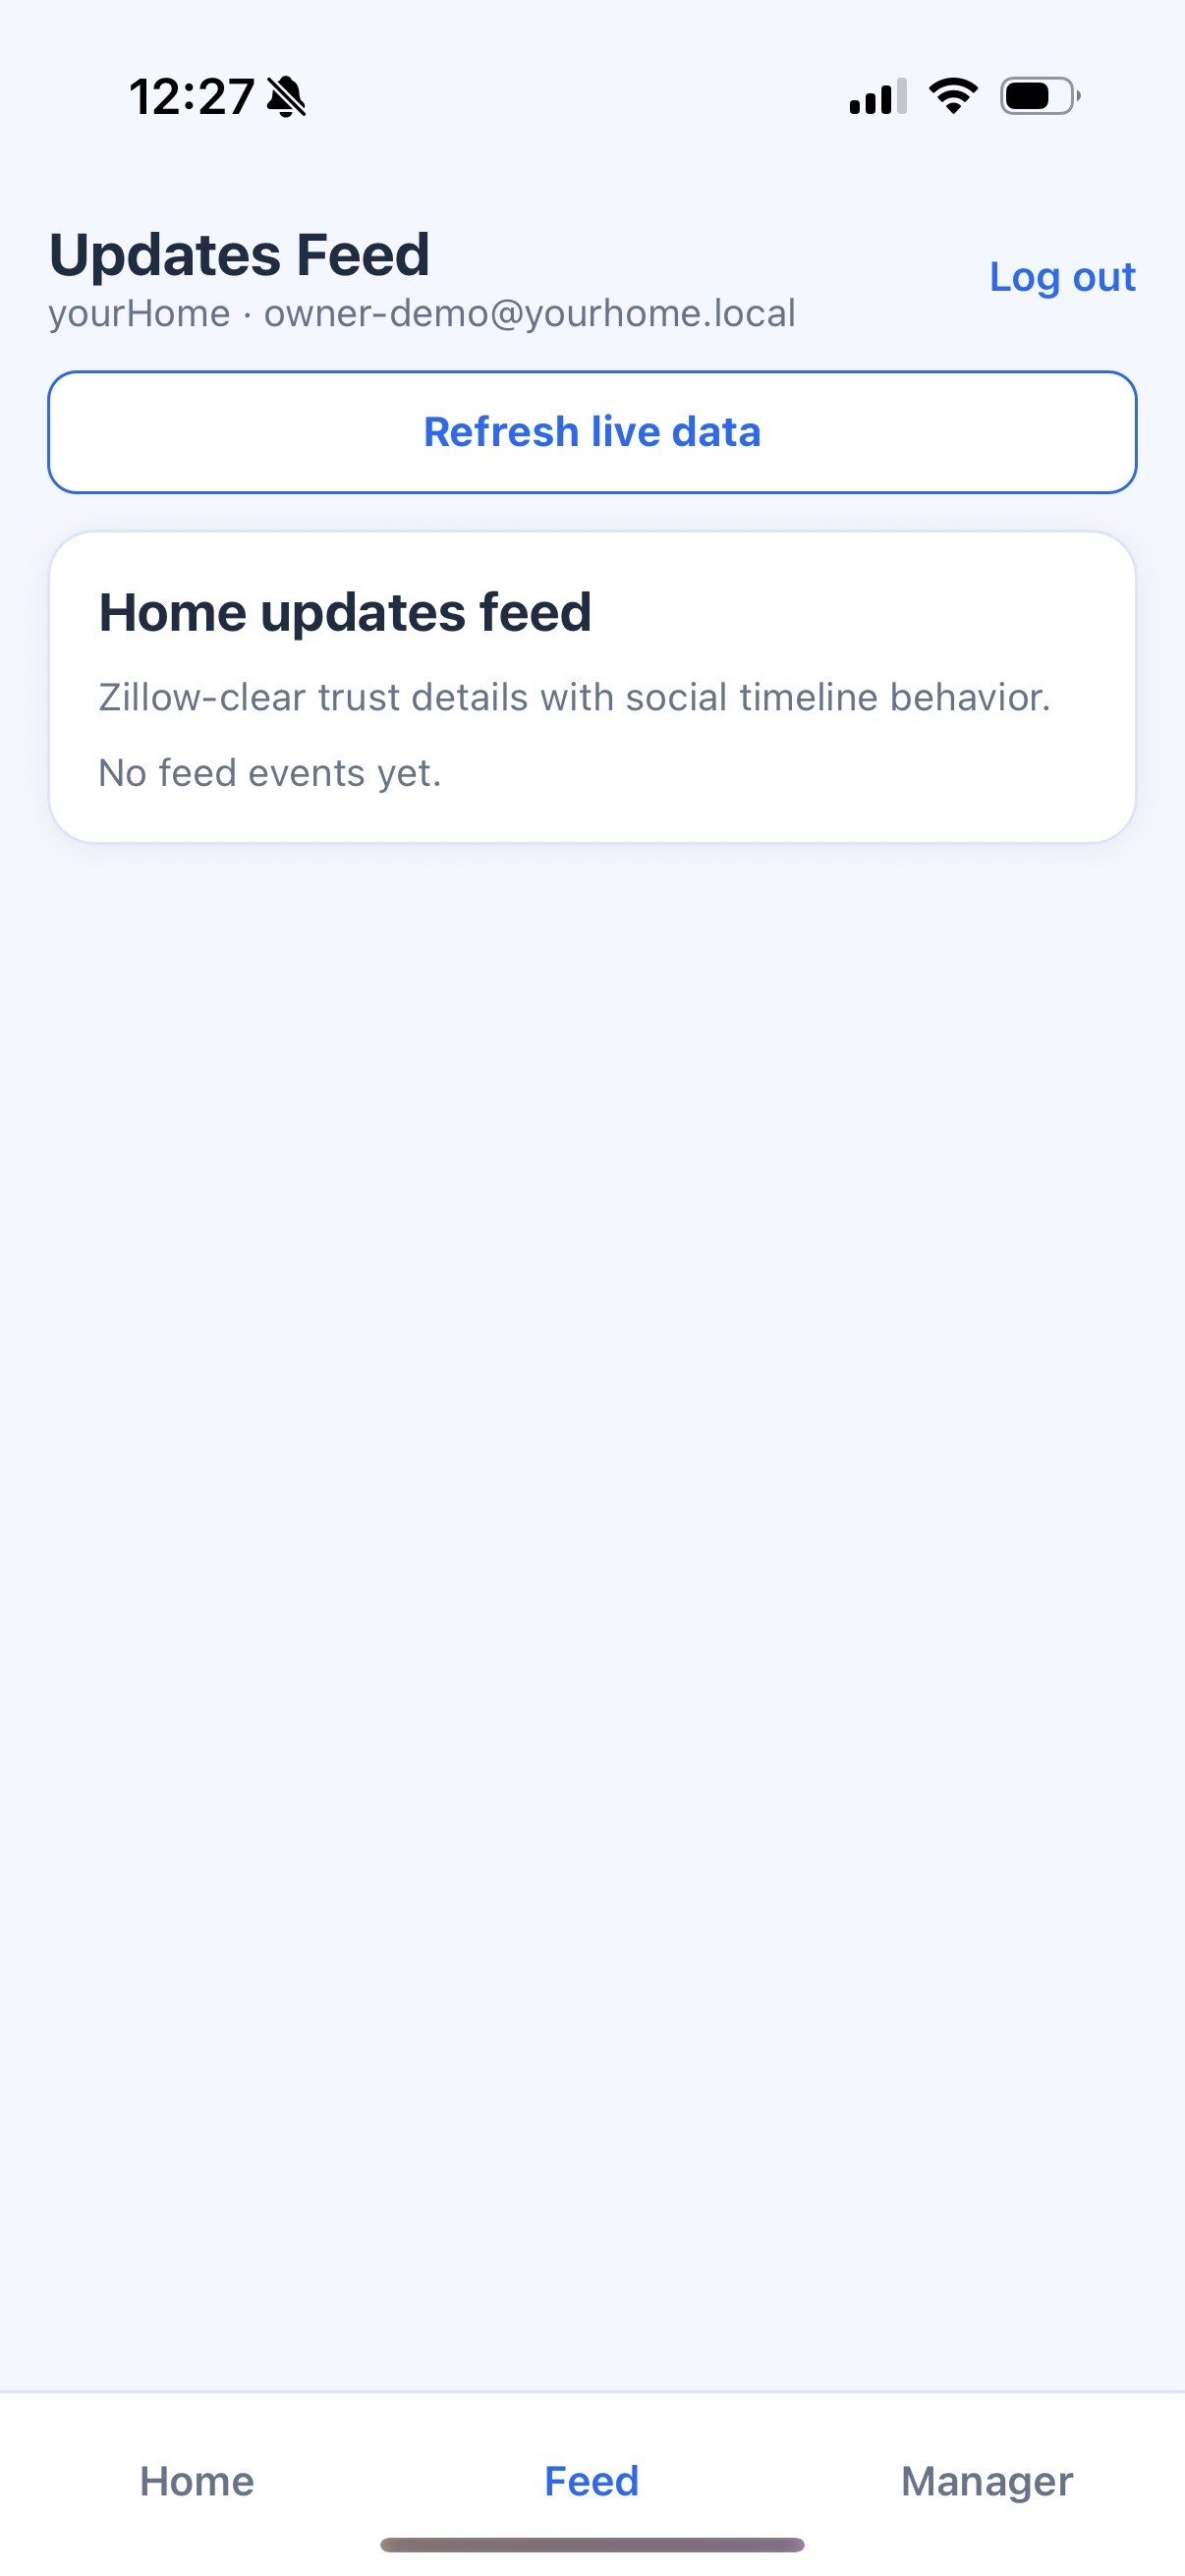 12:27
Updates Feed
yourHome · owner-demo@yourhome.local
Log out
Refresh live data
Home updates feed
Zillow-clear trust details with social timeline behavior.
No feed events yet.
Home
Feed
Manager